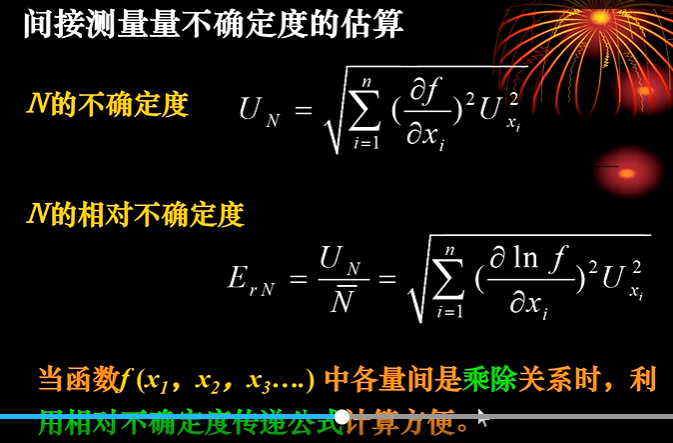 间接测量量不确定度的估算
N的不确定度
U_N = \sqrt{\sum_{i=1}^{n} (\frac{\partial f}{\partial x_i})^2 U_{x_i}^2}
N的相对不确定度
E_{rN} = \frac{U_N}{\overline{N}} = \sqrt{\sum_{i=1}^{n} (\frac{\partial \ln f}{\partial x_i})^2 U_{x_i}^2}
当函数f (x_1，x_2，x_3....) 中各量间是乘除关系时，利
用相对不确定度传递公式计算方便。